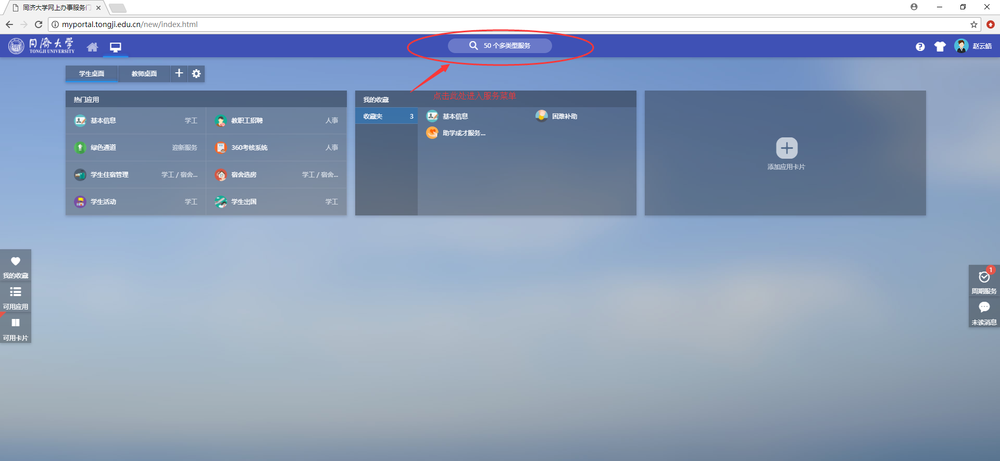 同济大学网上办事服务门
myportal.tongji.edu.cn/new/index.html
同濟大学
TONGJI UNIVERSITY
50 个多类型服务
赵云皓
学生桌面
教师桌面
点击此处进入服务菜单
热门应用
基本信息 学工
教职工招聘 人事
绿色通道 迎新服务
360考核系统 人事
学生住宿管理 学工 / 宿舍...
宿舍选房 学工 / 宿舍...
学生活动 学工
学生出国 学工
我的收藏
收藏夹 3
基本信息
困难补助
助学成才服务...
添加应用卡片
我的收藏
可用应用
可用卡片
1
周期服务
未读消息